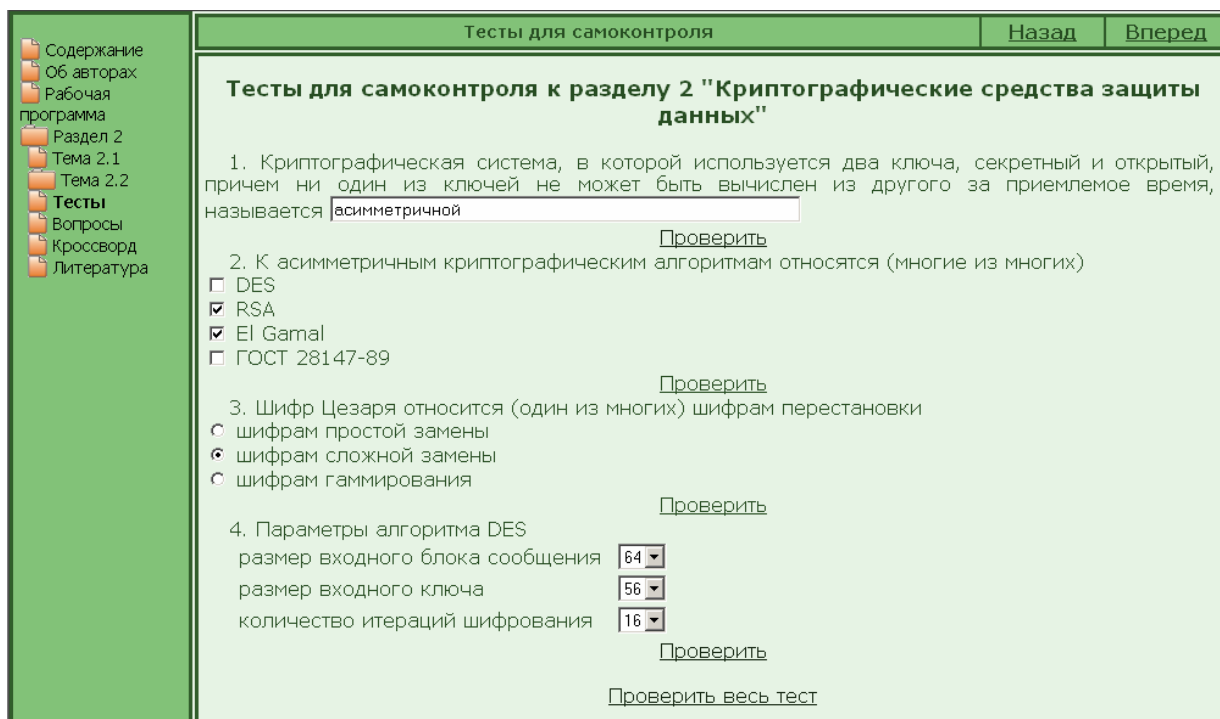 Содержание
Об авторах
Рабочая
программа
Раздел 2
Тема 2.1
Тема 2.2
Тесты
Вопросы
Кроссворд
Литература
Тесты для самоконтроля
Назад
Вперед
Тесты для самоконтроля к разделу 2 "Криптографические средства защиты
данных"
1. Криптографическая система, в которой используется два ключа, секретный и открытый,
причем ни один из ключей не может быть вычислен из другого за приемлемое время,
называется асимметричной
Проверить
2. К асимметричным криптографическим алгоритмам относятся (многие из многих)
DES
RSA
El Gamal
ГОСТ 28147-89
Проверить
3. Шифр Цезаря относится (один из многих) шифрам перестановки
шифрам простой замены
шифрам сложной замены
шифрам гаммирования
Проверить
4. Параметры алгоритма DES
размер входного блока сообщения 64
размер входного ключа 56
количество итераций шифрования 16
Проверить
Проверить весь тест